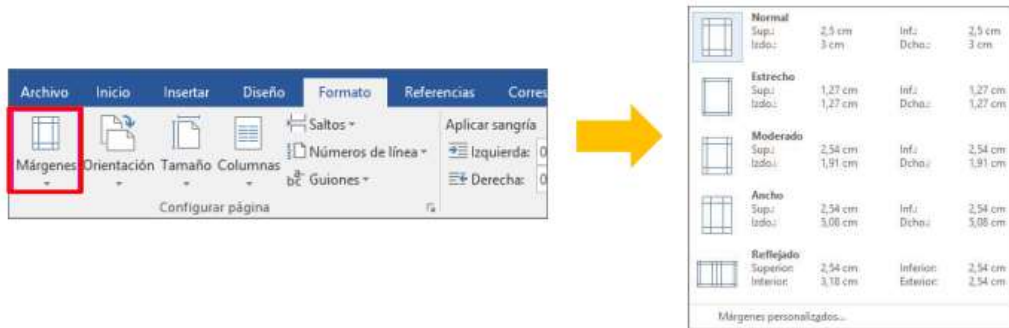 Archivo Inicio Insertar Diseño Formato Referencias Corres
Márgenes Orientación Tamaño Columnas
Saltos
Números de línea
Guiones
Configurar página
Aplicar sangría
Izquierda: 0
Derecha: 0
Normal
Sup.: 2,5 cm Inf.: 2,5 cm
Izdo.: 3 cm Dcho.: 3 cm
Estrecho
Sup.: 1,27 cm Inf.: 1,27 cm
Izdo.: 1,27 cm Dcho.: 1,27 cm
Moderado
Sup.: 2,54 cm Inf.: 2,54 cm
Izdo.: 1,91 cm Dcho.: 1,91 cm
Ancho
Sup.: 2,54 cm Inf.: 2,54 cm
Izdo.: 5,08 cm Dcho.: 5,08 cm
Reflejado
Superior: 2,54 cm Inferior: 2,54 cm
Interior: 3,18 cm Exterior: 2,54 cm
Márgenes personalizados...